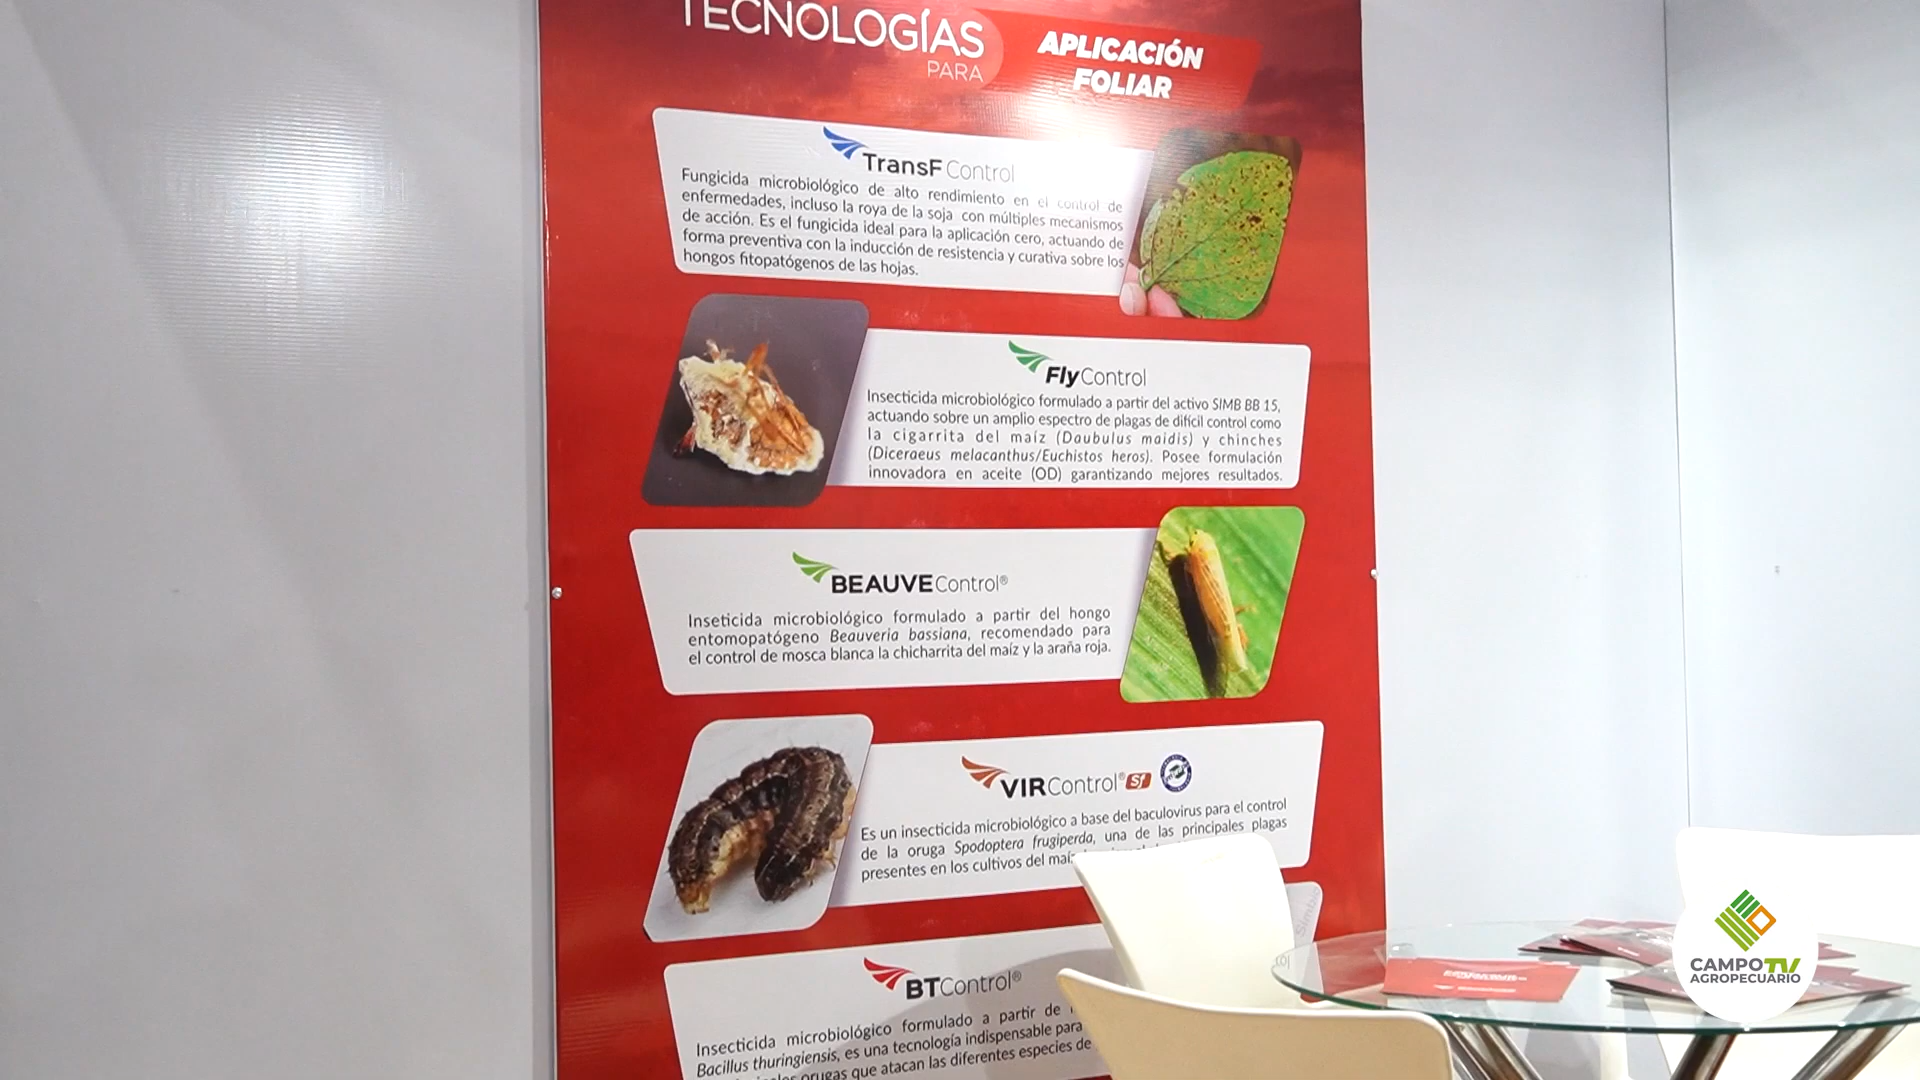 TECNOLOGÍAS
PARA
APLICACIÓN
FOLIAR
TransF Control
Fungicida microbiológico de alto rendimiento en el control de
enfermedades, incluso la roya de la soja con múltiples mecanismos
de acción. Es el fungicida ideal para la aplicación cero, actuando de
forma preventiva con la inducción de resistencia y curativa sobre los
hongos fitopatógenos de las hojas.
FlyControl
Insecticida microbiológico formulado a partir del activo SIMB BB 15,
actuando sobre un amplio espectro de plagas de difícil control como
la cigarrita del maíz (Daubulus maidis) y chinches
(Diceraeus melacanthus/Euchistos heros). Posee formulación
innovadora en aceite (OD) garantizando mejores resultados.
BEAUVEControl®
Inseticida microbiológico formulado a partir del hongo
entomopatógeno Beauveria bassiana, recomendado para
el control de mosca blanca la chicharrita del maíz y la araña roja.
VIRControl® Sf
Es un insecticida microbiológico a base del baculovirus para el control
de la oruga Spodoptera frugiperda, una de las principales plagas
presentes en los cultivos del maíz
BTControl®
Insecticida microbiológico formulado a partir de
Bacillus thuringiensis, es una tecnología indispensable para
orugas que atacan las diferentes especies de
CAMPO TV
AGROPECUARIO